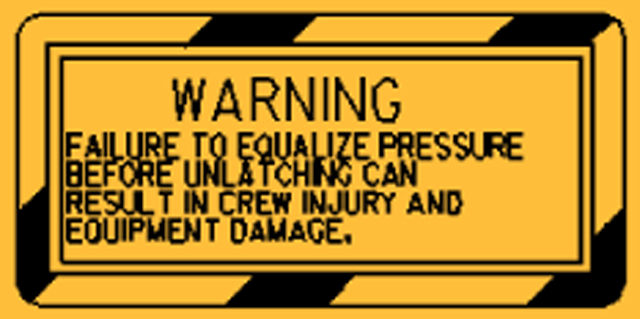 WARNING
FAILURE TO EQUALIZE PRESSURE
BEFORE UNLATCHING CAN
RESULT IN CREW INJURY AND
EQUIPMENT DAMAGE.